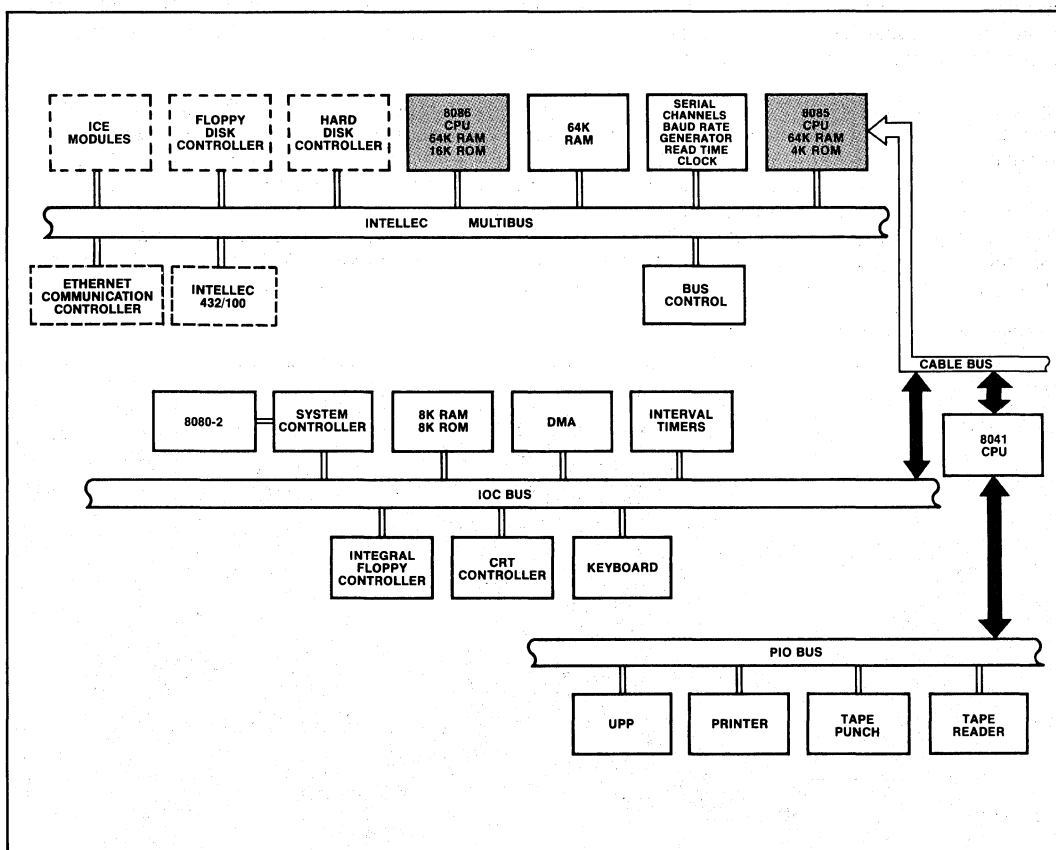 ICE
MODULES
FLOPPY
DISK
CONTROLLER
HARD
DISK
CONTROLLER
8086
CPU
64K RAM
16K ROM
64K
RAM
SERIAL
CHANNELS
BAUD RATE
GENERATOR
READ TIME
CLOCK
8085
CPU
64K RAM
4K ROM
INTELLEC MULTIBUS
ETHERNET
COMMUNICATION
CONTROLLER
INTELLEC
432/100
BUS
CONTROL
CABLE BUS
8080-2
SYSTEM
CONTROLLER
8K RAM
8K ROM
DMA
INTERVAL
TIMERS
8041
CPU
IOC BUS
INTEGRAL
FLOPPY
CONTROLLER
CRT
CONTROLLER
KEYBOARD
PIO BUS
UPP
PRINTER
TAPE
PUNCH
TAPE
READER